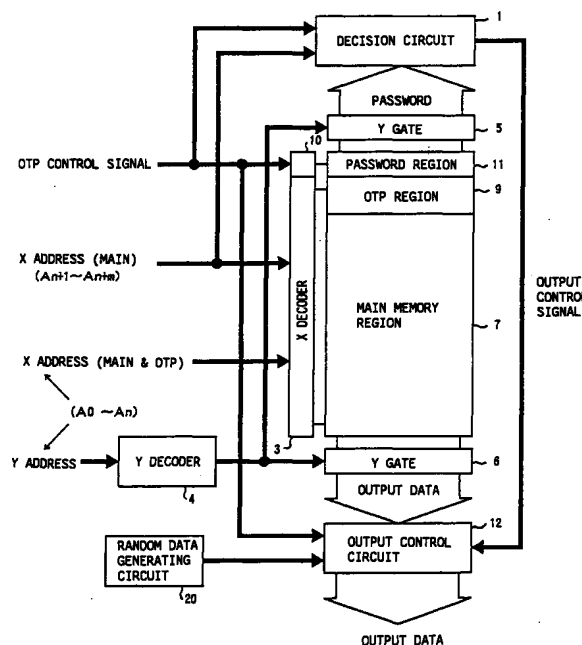 1
DECISION CIRCUIT
PASSWORD
10
Y GATE
5
OTP CONTROL SIGNAL
PASSWORD REGION
11
OTP REGION
9
X ADDRESS (MAIN)
(An+1~An+m)
X DECODER
MAIN MEMORY
REGION
7
OUTPUT
CONTROL
SIGNAL
X ADDRESS (MAIN & OTP)
(A0 ~An)
3
Y ADDRESS
Y DECODER
4
Y GATE
6
OUTPUT DATA
12
RANDOM DATA
GENERATING
CIRCUIT
20
OUTPUT CONTROL
CIRCUIT
OUTPUT DATA